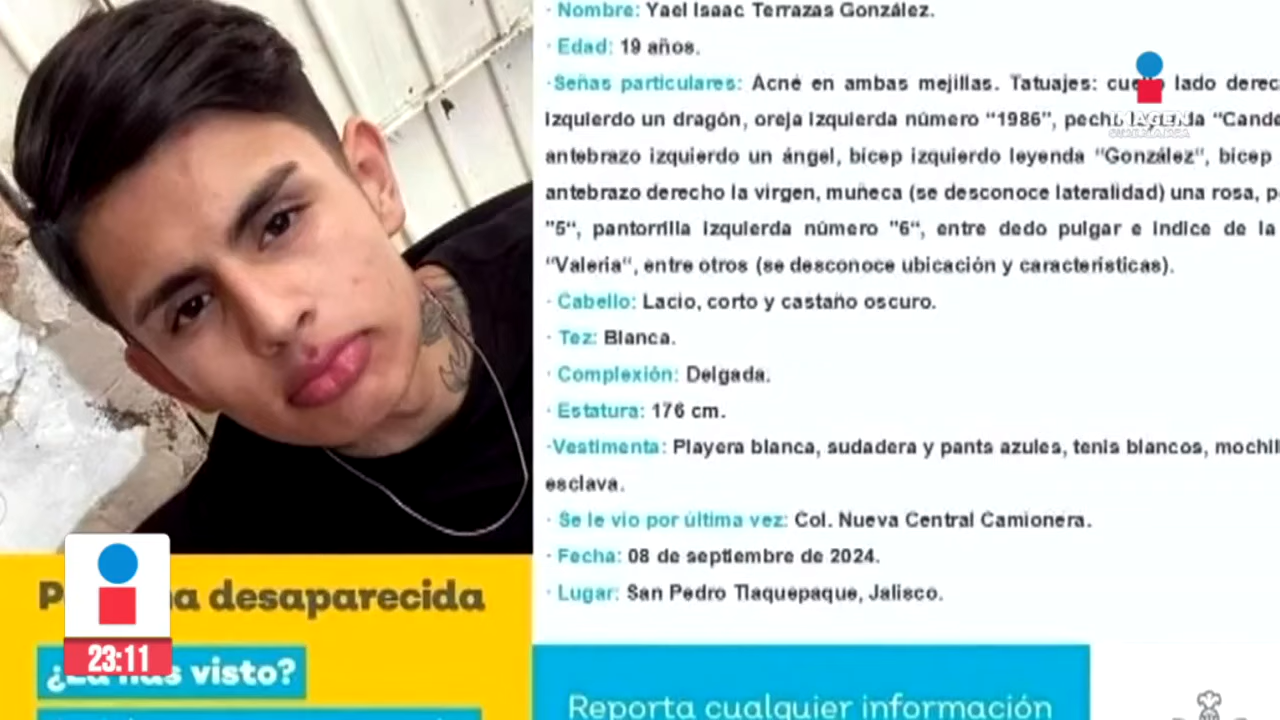 · Nombre: Yael Isaac Terrazas González.
· Edad: 19 años.
·Señas particulares: Acné en ambas mejillas. Tatuajes: cuello lado
izquierdo un dragón, oreja izquierda número “1986”,
antebrazo izquierdo un ángel, bícep izquierdo leyenda “González“, bícep
antebrazo derecho la virgen, muñeca (se desconoce lateralidad) una rosa,
"5“, pantorrilla izquierda número "6“, entre dedo pulgar e índice de la
“Valeria“, entre otros (se desconoce ubicación y características).
· Cabello: Lacio, corto y castaño oscuro.
· Tez: Blanca.
· Complexión: Delgada.
· Estatura: 176 cm.
·Vestimenta: Playera blanca, sudadera y pants azules, tenis blancos,
esclava.
· Se le vio por última vez: Col. Nueva Central Camionera.
· Fecha: 08 de septiembre de 2024.
· Lugar: San Pedro Tlaquepaque, Jalisco.
IMAGEN
desaparecida
visto?
23:11
Reporta cualquier información